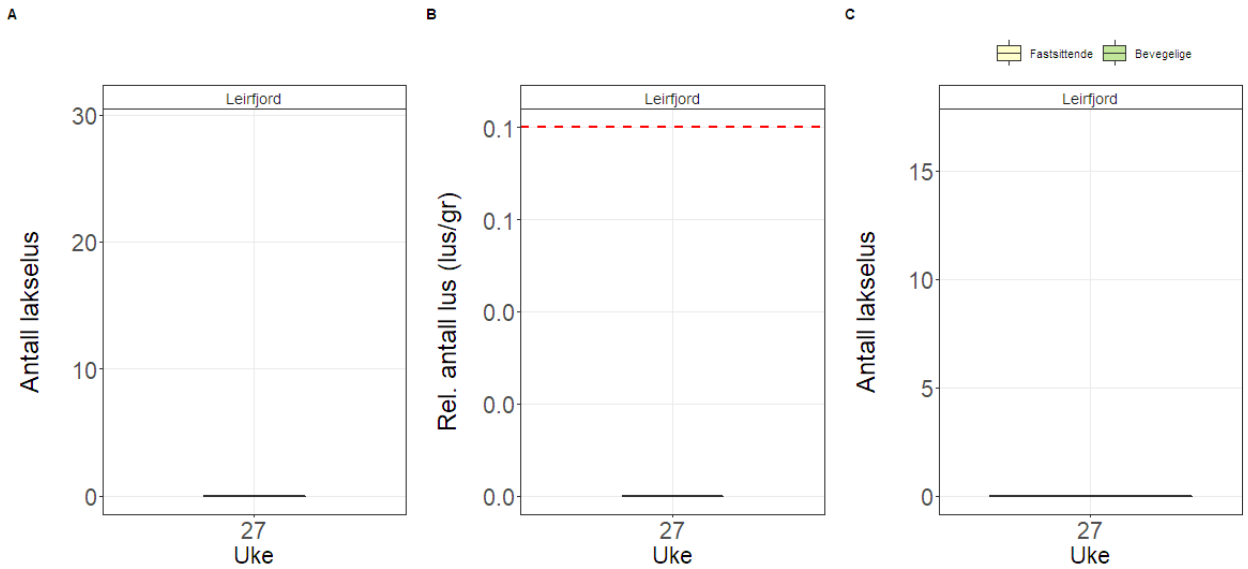 A
Leirfjord
30
20
10
0
Antall lakselus
27
Uke
B
Leirfjord
0.1
0.1
0.0
0.0
0.0
Rel. antall lus (lus/gr)
27
Uke
C
Fastsittende Bevegelige
Leirfjord
15
10
5
0
Antall lakselus
27
Uke